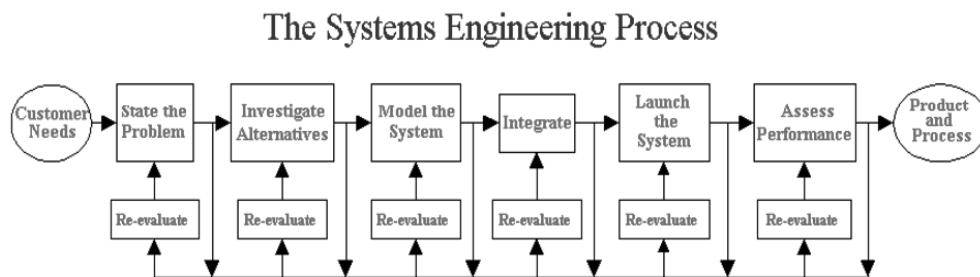 The Systems Engineering Process
Customer
Needs
State the
Problem
Investigate
Alternatives
Model the
System
Integrate
Launch
the
System
Assess
Performance
Product
and
Process
Re-evaluate
Re-evaluate
Re-evaluate
Re-evaluate
Re-evaluate
Re-evaluate